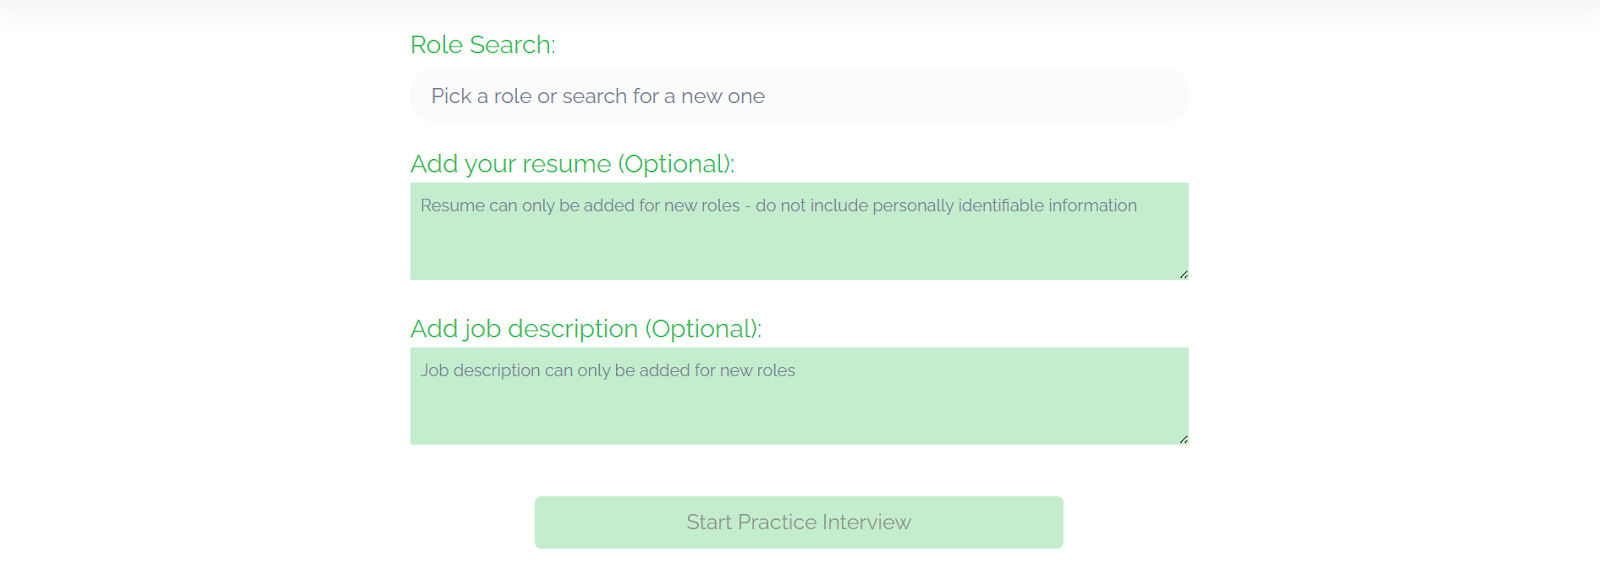 Role Search:
Pick a role or search for a new one
Add your resume (Optional):
Resume can only be added for new roles - do not include personally identifiable information
Add job description (Optional):
Job description can only be added for new roles
Start Practice Interview